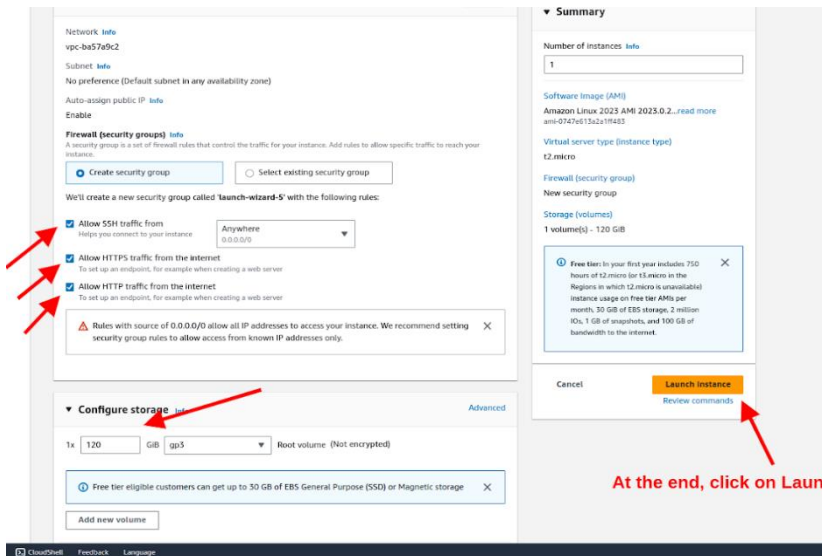 Network Info
vpc-ba57a9c2
Subnet Info
No preference (Default subnet in any availability zone)
Auto-assign public IP Info
Enable
Firewall (security groups) Info
A security group is a set of firewall rules that control the traffic for your instance. Add rules to allow specific traffic to reach your
instance.
Create security group
Select existing security group
We'll create a new security group called 'launch-wizard-5' with the following rules:
Allow SSH traffic from
Helps you connect to your instance
Anywhere
0.0.0.0/0
Allow HTTPS traffic from the internet
To set up an endpoint, for example when creating a web server
Allow HTTP traffic from the internet
To set up an endpoint, for example when creating a web server
Rules with source of 0.0.0.0/0 allow all IP addresses to access your instance. We recommend setting
security group rules to allow access from known IP addresses only.
Configure storage Info
Advanced
1x 120 GiB gp3 Root volume (Not encrypted)
Free tier eligible customers can get up to 30 GB of EBS General Purpose (SSD) or Magnetic storage
Add new volume
Summary
Number of instances Info
1
Software Image (AMI)
Amazon Linux 2023 AMI 2023.0.2...read more
ami-0747e613a2a1ff483
Virtual server type (instance type)
t2.micro
Firewall (security group)
New security group
Storage (volumes)
1 volume(s) - 120 GiB
Free tier: In your first year includes 750
hours of t2.micro (or t3.micro in the
Regions in which t2.micro is unavailable)
instance usage on free tier AMIs per
month, 30 GiB of EBS storage, 2 million
IOs, 1 GB of snapshots, and 100 GB of
bandwidth to the internet.
Cancel
Launch instance
Review commands
At the end, click on Laun
CloudShell Feedback Language